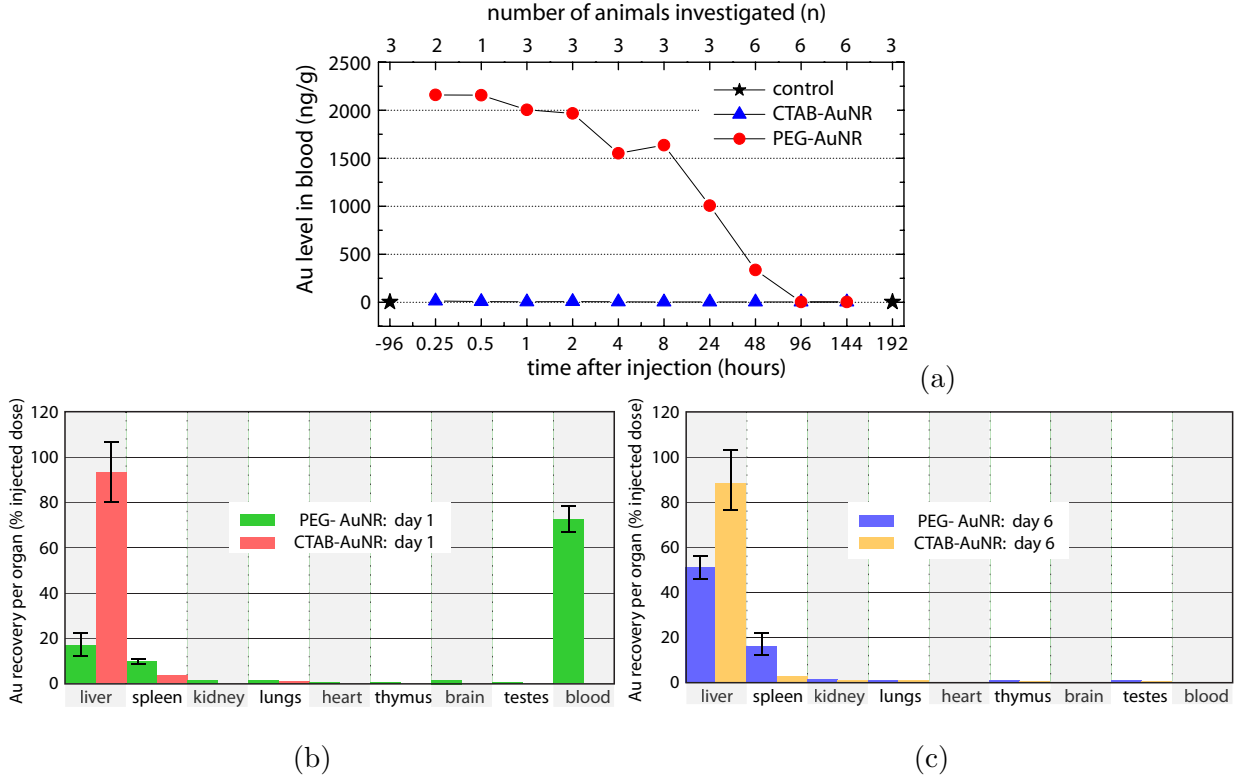 number of animals investigated (n)
3 2 1 3 3 3 3 3 6 6 6 3
2500
2000
1500
1000
500
0
Au level in blood (ng/g)
control
CTAB-AuNR
PEG-AuNR
-96 0.25 0.5 1 2 4 8 24 48 96 144 192
time after injection (hours)
(a)
Au recovery per organ (% injected dose)
120
100
80
60
40
20
0
PEG- AuNR: day 1
CTAB-AuNR: day 1
liver spleen kidney lungs heart thymus brain testes blood
(b)
Au recovery per organ (% injected dose)
120
100
80
60
40
20
0
PEG- AuNR: day 6
CTAB-AuNR: day 6
liver spleen kidney lungs heart thymus brain testes blood
(c)